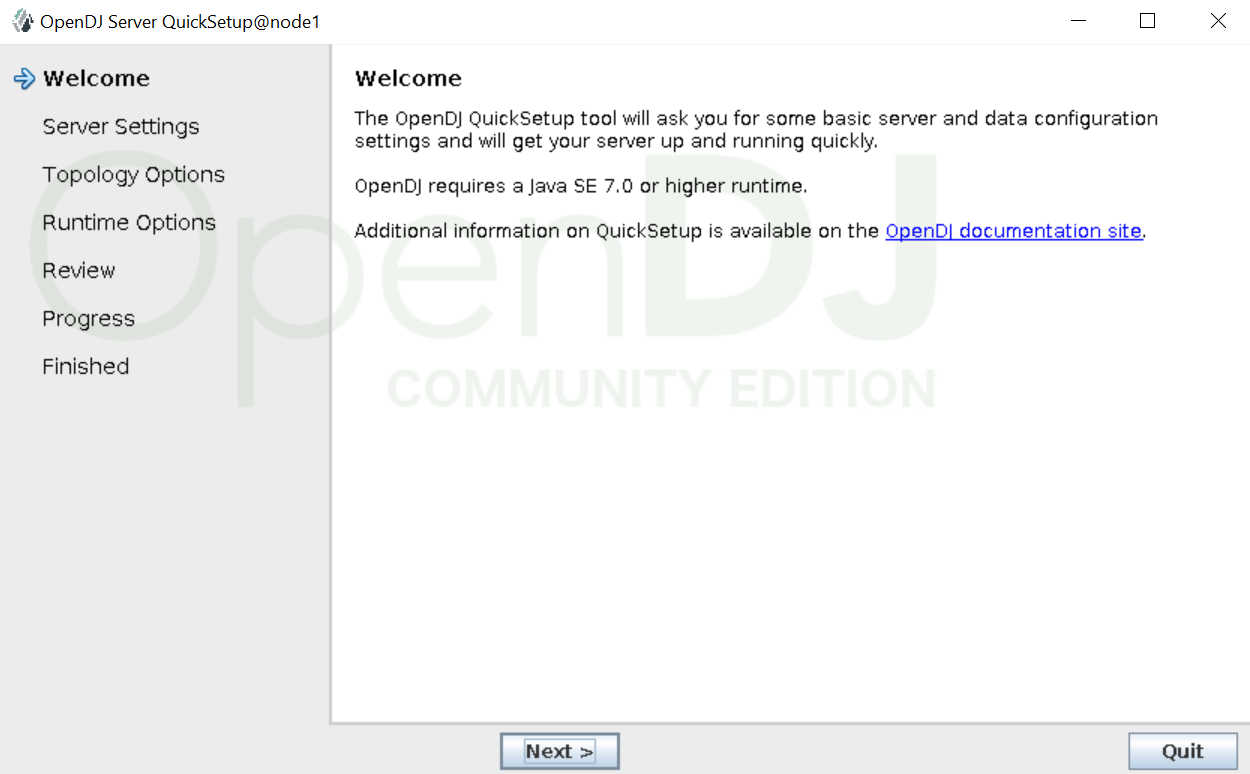 OpenDJ Server QuickSetup@node1
Welcome
Server Settings
Topology Options
Runtime Options
Review
Progress
Finished
Welcome
The OpenDJ QuickSetup tool will ask you for some basic server and data configuration
settings and will get your server up and running quickly.
OpenDJ requires a Java SE 7.0 or higher runtime.
Additional information on QuickSetup is available on the OpenDJ documentation site.
OpenDJ
COMMUNITY EDITION
Next >
Quit